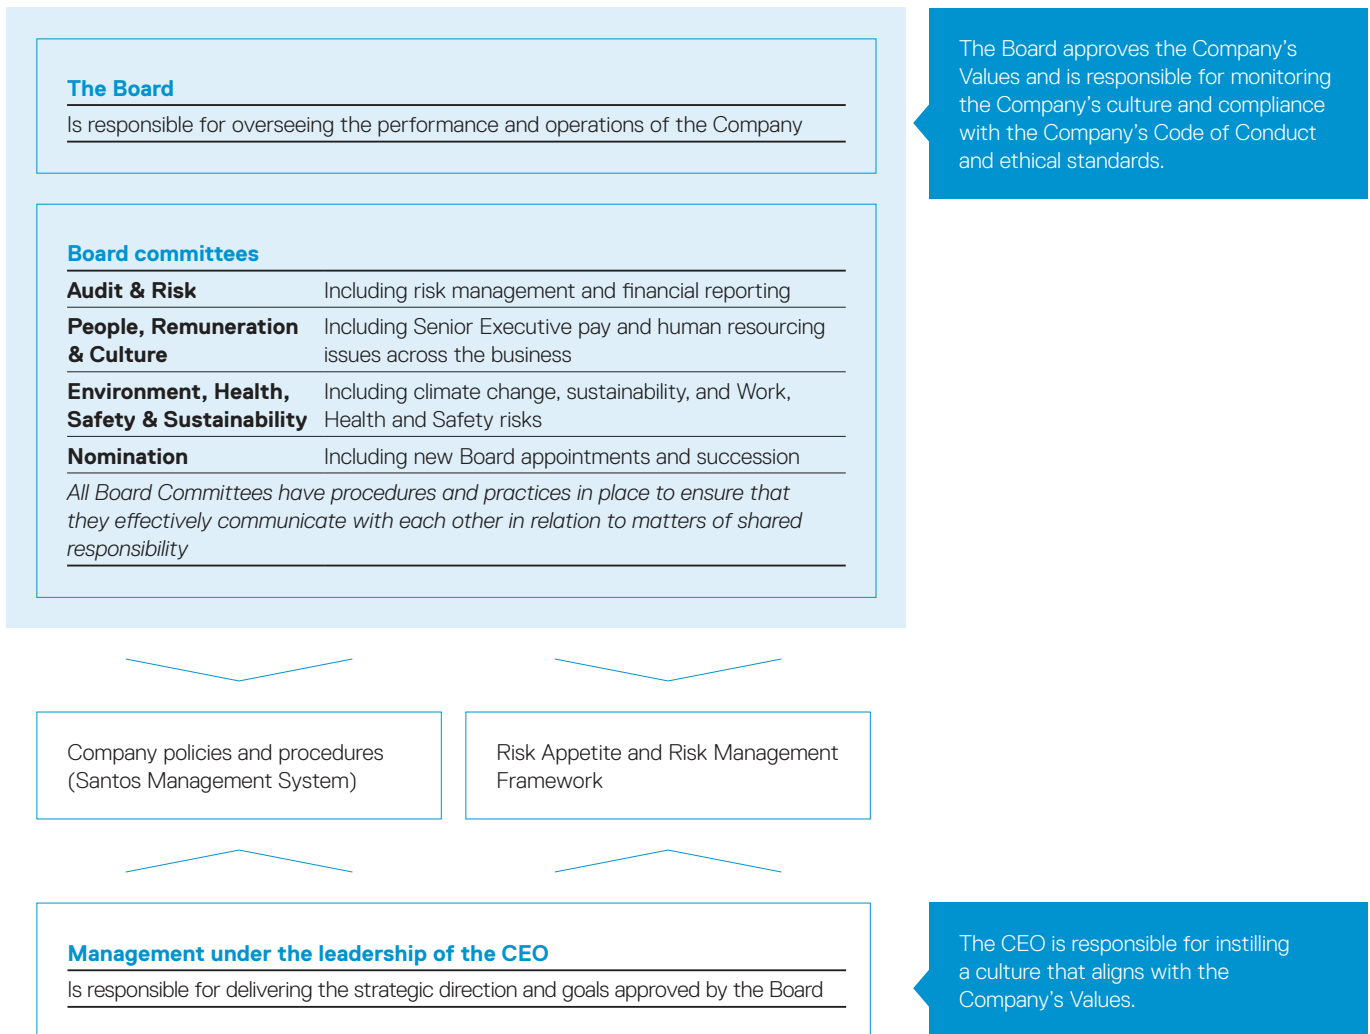 The Board
Is responsible for overseeing the performance and operations of the Company
The Board approves the Company's
Values and is responsible for monitoring
the Company's culture and compliance
with the Company's Code of Conduct
and ethical standards.
Board committees
Audit & Risk Including risk management and financial reporting
People, Remuneration Including Senior Executive pay and human resourcing
& Culture issues across the business
Environment, Health, Including climate change, sustainability, and Work,
Safety & Sustainability Health and Safety risks
Nomination Including new Board appointments and succession
All Board Committees have procedures and practices in place to ensure that
they effectively communicate with each other in relation to matters of shared
responsibility
Company policies and procedures
(Santos Management System)
Risk Appetite and Risk Management
Framework
Management under the leadership of the CEO
Is responsible for delivering the strategic direction and goals approved by the Board
The CEO is responsible for instilling
a culture that aligns with the
Company's Values.